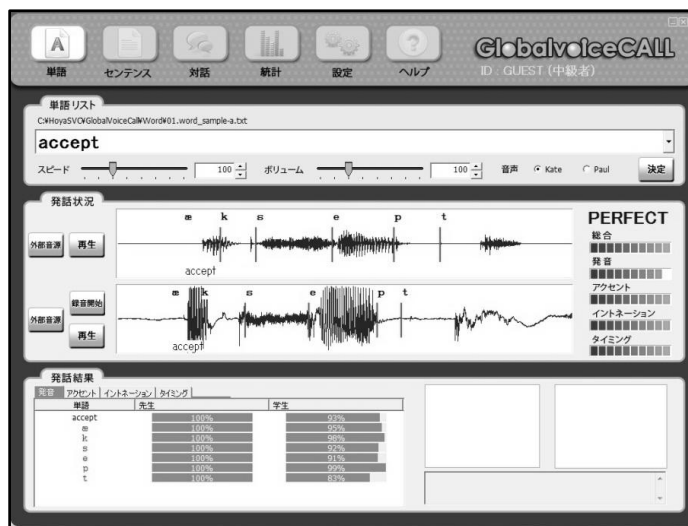 単語 センテンス 対話 統計 設定 ヘルプ
GlobalvoiceCALL
ID : GUEST (中級者)
単語リスト
C:¥HoyaSVC¥GlobalVoiceCall¥Word¥01.word_sample-a.txt
accept
スピード 100 ボリューム 100 音声 Kate Paul 決定
発話状況
æ k s e p t
外部音源 再生
accept
PERFECT
総合
発音
アクセント
イントネーション
タイミング
æ k s e p t
外部音源 録音開始
再生
accept
発話結果
発音 アクセント イントネーション タイミング
単語 先生 学生
accept 100% 93%
æ 100% 95%
k 100% 98%
s 100% 92%
e 100% 91%
p 100% 99%
t 100% 83%